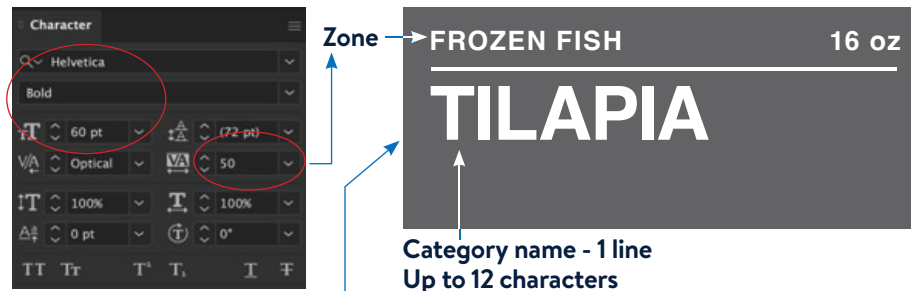 Character
Helvetica
Bold
60 pt
(72 pt)
Optical
50
100%
100%
0 pt
0°
TT Tт T¹ T₁ T T
Zone
FROZEN FISH 16 oz
TILAPIA
Category name - 1 line
Up to 12 characters